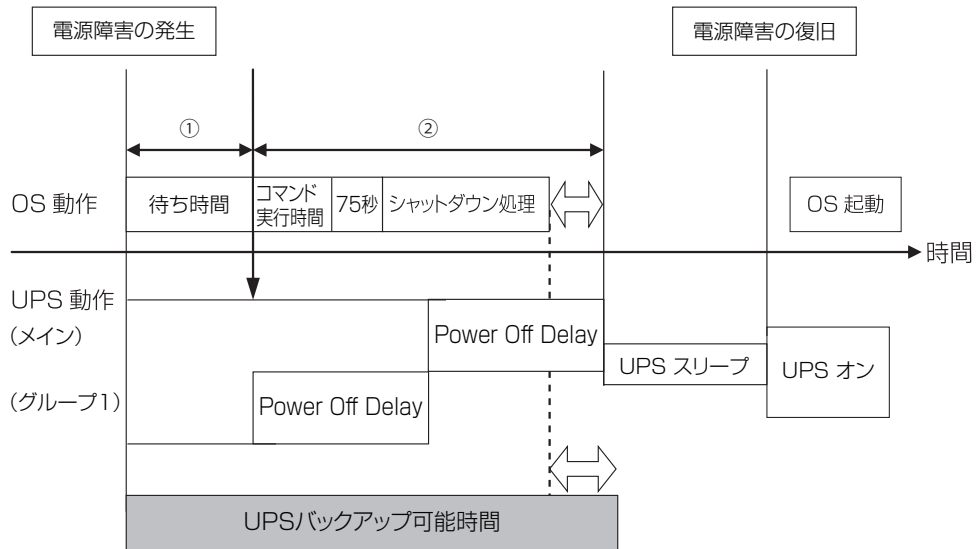 電源障害の発生
電源障害の復旧
①
②
OS 動作
待ち時間
コマンド
実行時間
75秒
シャットダウン処理
OS 起動
時間
UPS 動作
(メイン)
Power Off Delay
UPS スリープ
UPS オン
(グループ1)
Power Off Delay
UPSバックアップ可能時間